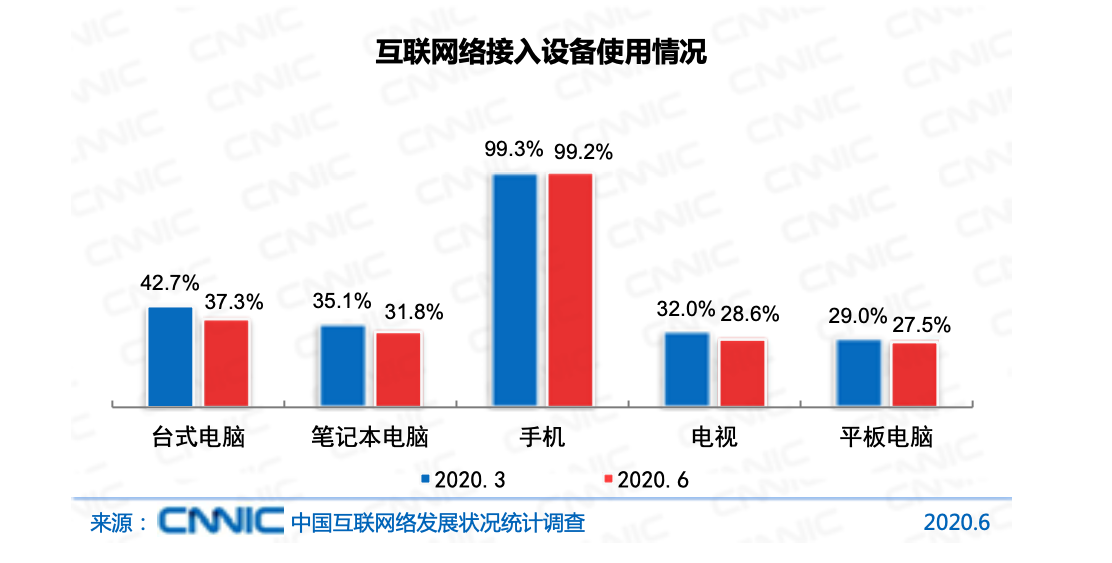 互联网络接入设备使用情况
99.3% 99.2%
42.7% 37.3% 35.1% 31.8% 32.0% 28.6% 29.0% 27.5%
台式电脑 笔记本电脑 手机 电视 平板电脑
2020. 3 2020. 6
来源： CNNIC 中国互联网络发展状况统计调查 2020.6